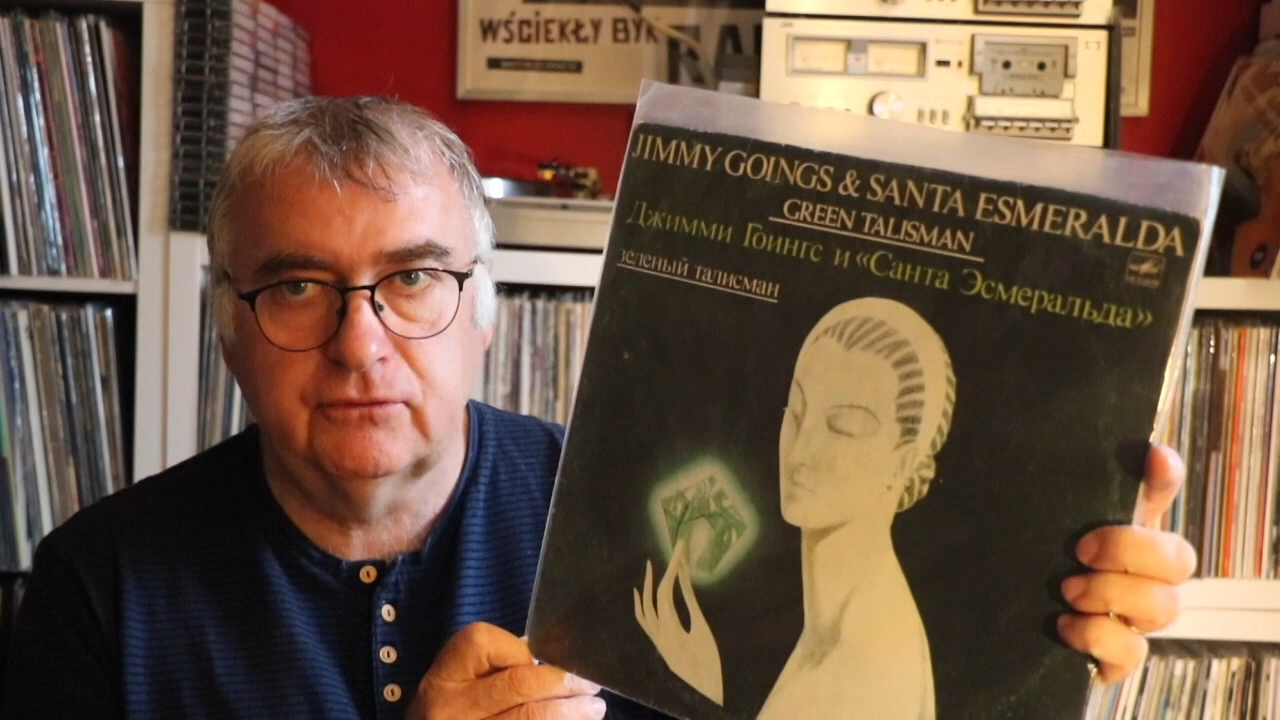 WŚCIEKŁY BYK
JIMMY GOINGS & SANTA ESMERALDA
GREEN TALISMAN
Джимми Гоингс и «Санта Эсмеральда»
зеленый талисман